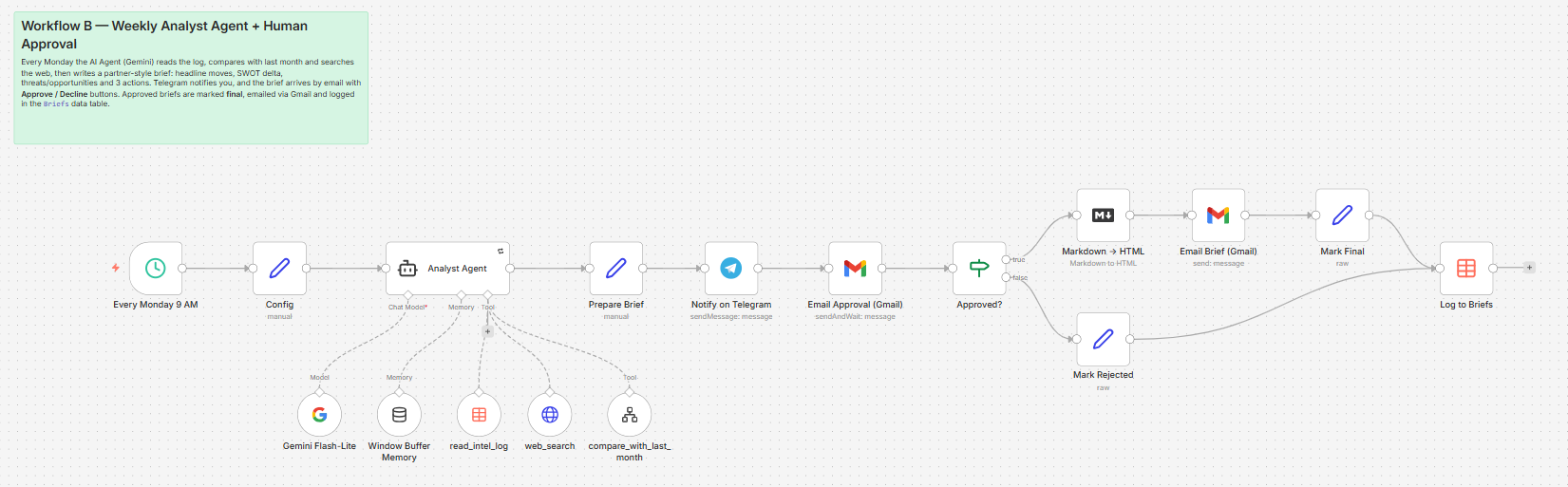 Workflow B — Weekly Analyst Agent + Human
Approval
Every Monday the AI Agent (Gemini) reads the log, compares with last month and searches
the web, then writes a partner-style brief: headline moves, SWOT delta,
threats/opportunities and 3 actions. Telegram notifies you, and the brief arrives by email with
Approve / Decline buttons. Approved briefs are marked final, emailed via Gmail and logged
in the Briefs data table.
Every Monday 9 AM
Config
manual
Analyst Agent
Chat Model*
Memory
Tool
+
Prepare Brief
manual
Notify on Telegram
sendMessage: message
Email Approval (Gmail)
sendAndWait: message
Approved?
true
false
M↓
Markdown → HTML
Markdown to HTML
Email Brief (Gmail)
send: message
Mark Final
raw
Mark Rejected
raw
Log to Briefs
+
Model
Gemini Flash-Lite
Memory
Window Buffer
Memory
read_intel_log
web_search
Tool
compare_with_last_
month